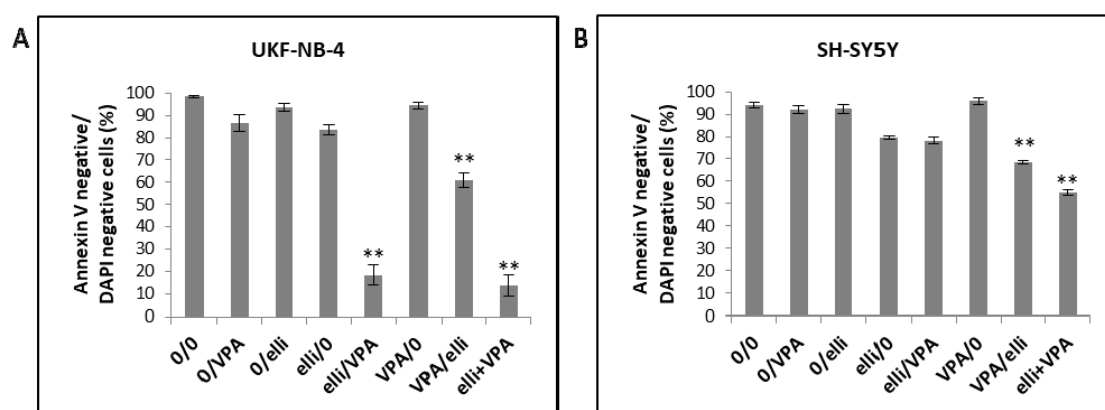 A
UKF-NB-4
Annexin V negative/
DAPI negative cells (%)
100
90
80
70
60
50
40
30
20
10
0
**
**
**
0/0
0/VPA
0/elli
elli/0
elli/VPA
VPA/0
VPA/elli
elli+VPA
B
SH-SY5Y
Annexin V negative/
DAPI negative cells (%)
100
90
80
70
60
50
40
30
20
10
0
**
**
0/0
0/VPA
0/elli
elli/0
elli/VPA
VPA/0
VPA/elli
elli+VPA